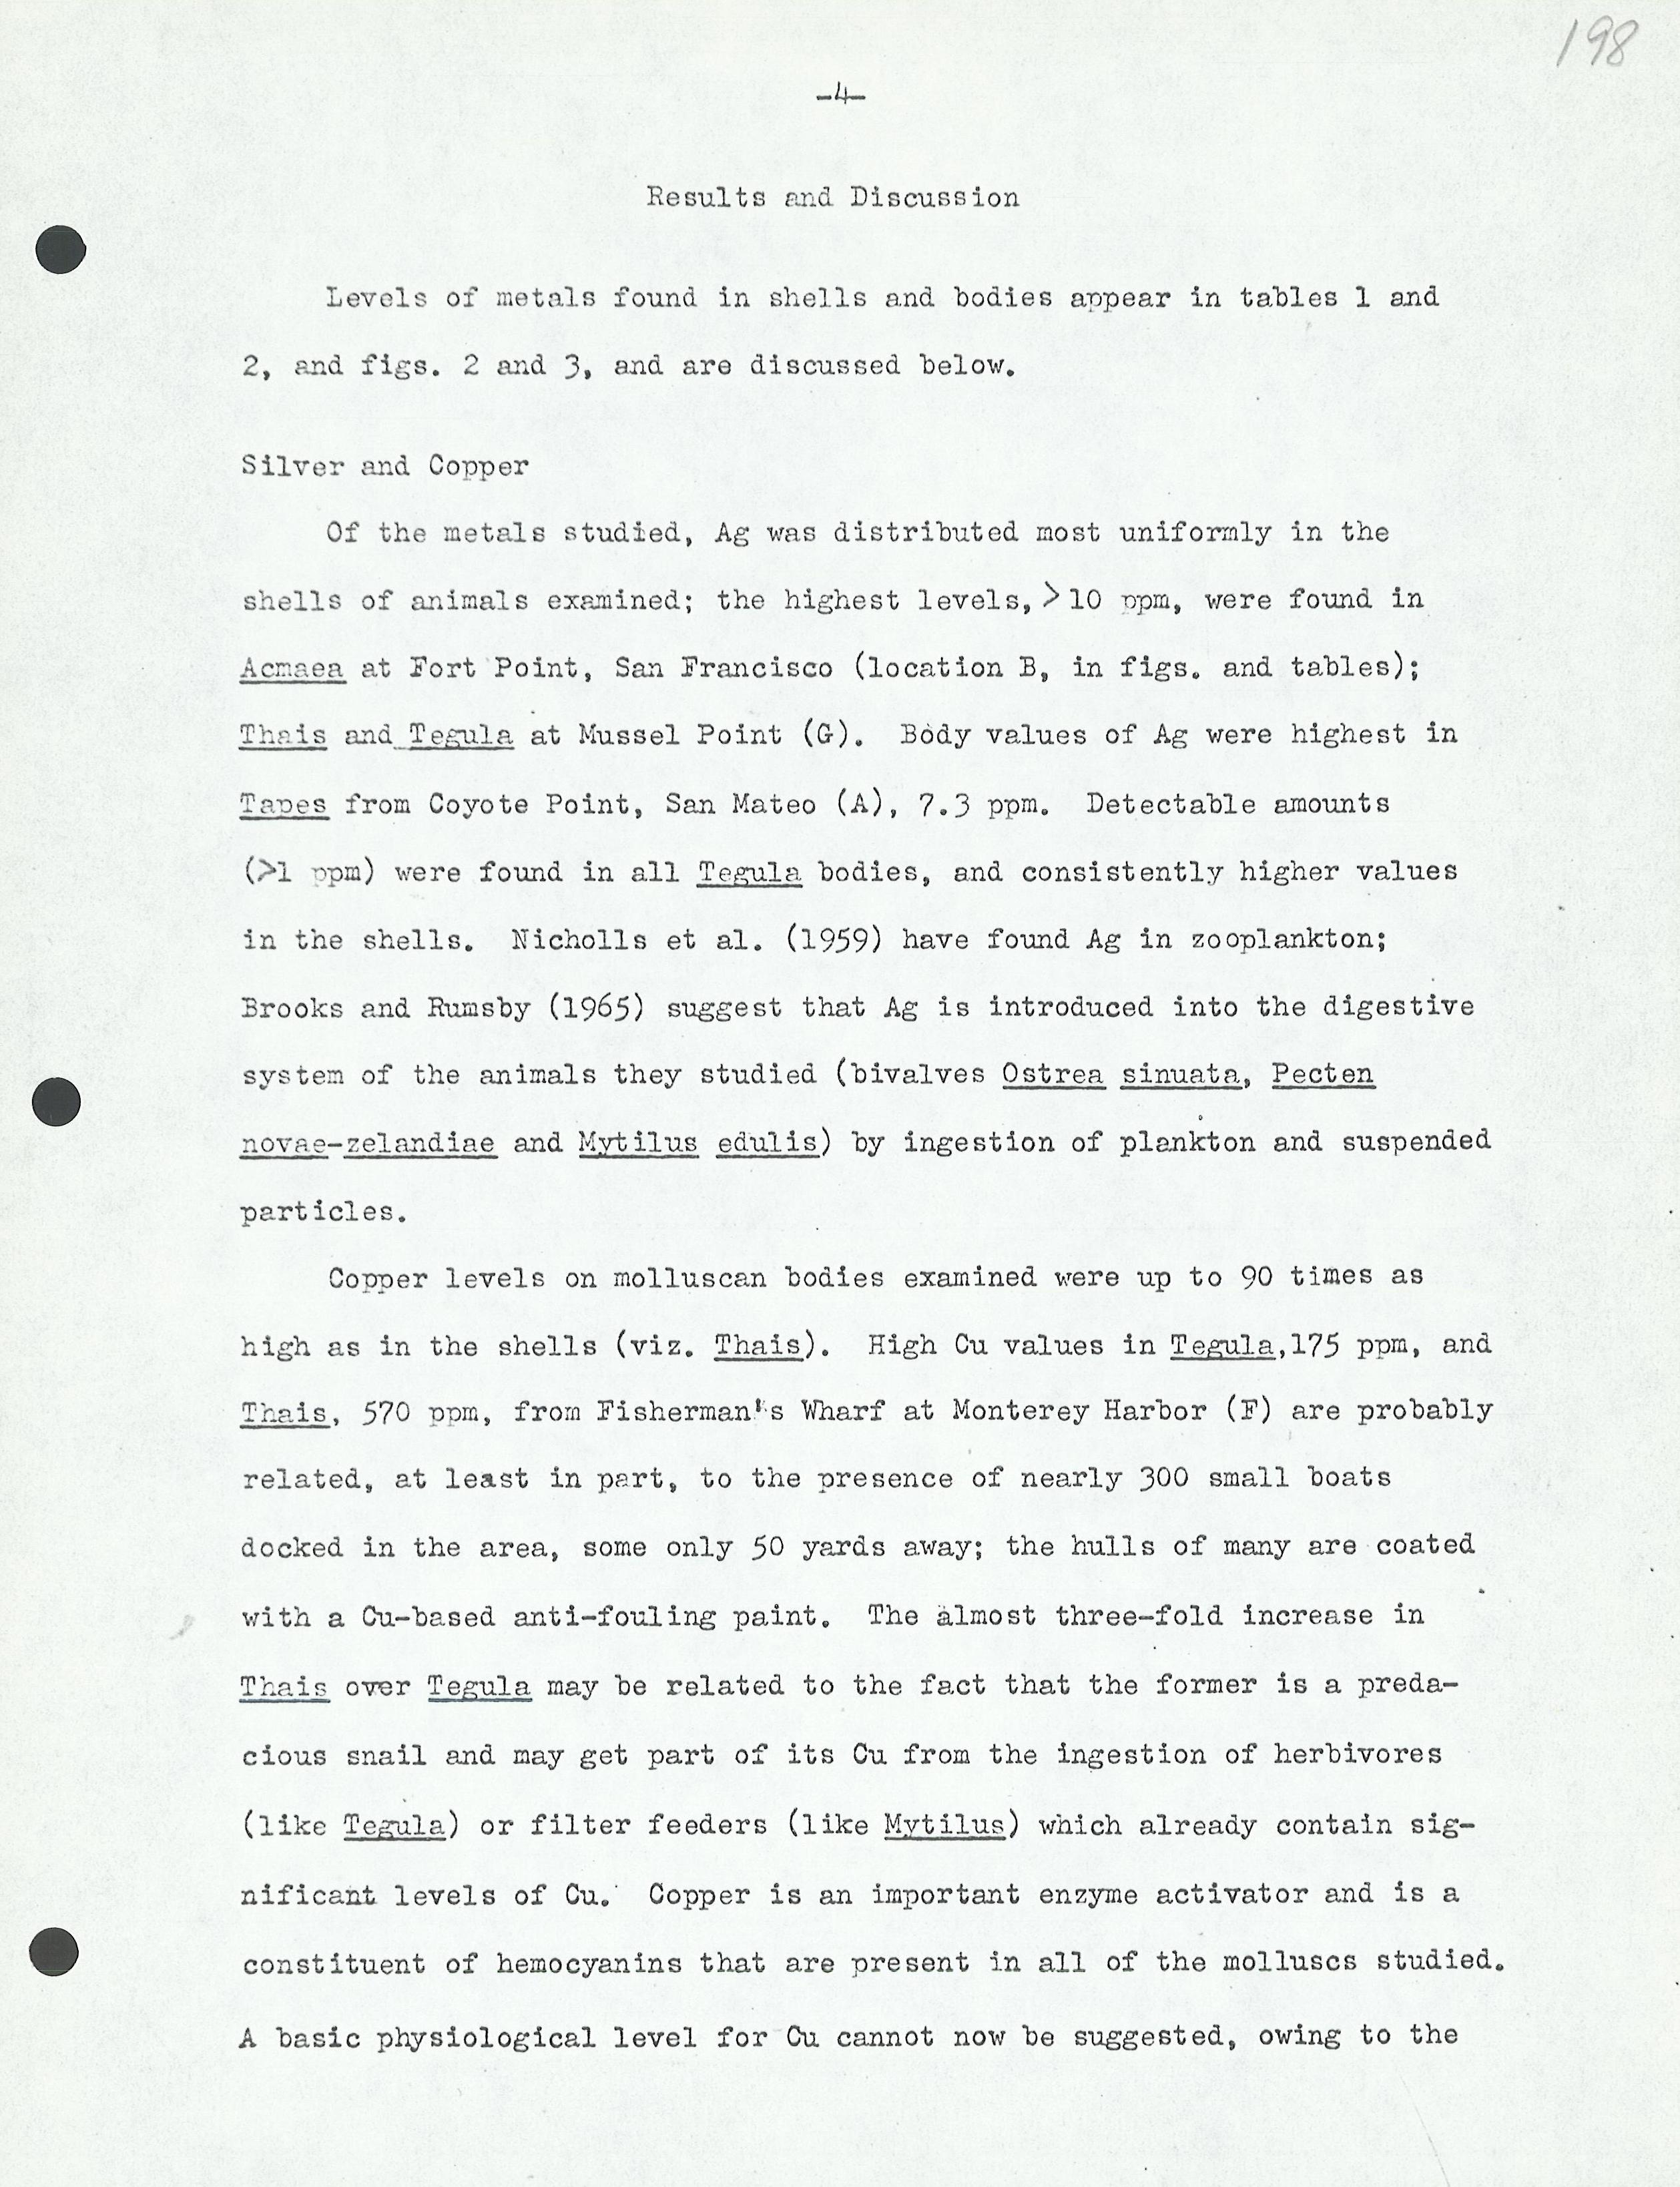 198
-4-
Results and Discussion
Levels of metals found in shells and bodies appear in tables 1 and
2, and figs. 2 and 3, and are discussed below.
Silver and Copper
Of the metals studied, Ag was distributed most uniformly in the
shells of animals examined; the highest levels, >10 ppm, were found in
Acmaea at Fort Point, San Francisco (location B, in figs. and tables);
Thais and Tegula at Mussel Point (G). Body values of Ag were highest in
Tapes from Coyote Point, San Mateo (A), 7.3 ppm. Detectable amounts
(>1 ppm) were found in all Tegula bodies, and consistently higher values
in the shells. Nicholls et al. (1959) have found Ag in zooplankton;
Brooks and Rumsby (1965) suggest that Ag is introduced into the digestive
system of the animals they studied (bivalves Ostrea sinuata, Pecten
novae-zelandiae and Mytilus edulis) by ingestion of plankton and suspended
particles.
Copper levels on molluscan bodies examined were up to 90 times as
high as in the shells (viz. Thais). High Cu values in Tegula,175 ppm, and
Thais, 570 ppm, from Fisherman's Wharf at Monterey Harbor (F) are probably
related, at least in part, to the presence of nearly 300 small boats
docked in the area, some only 50 yards away; the hulls of many are coated
with a Cu-based anti-fouling paint. The almost three-fold increase in
Thais over Tegula may be related to the fact that the former is a preda-
cious snail and may get part of its Cu from the ingestion of herbivores
(like Tegula) or filter feeders (like Mytilus) which already contain sig-
nificant levels of Cu. Copper is an important enzyme activator and is a
constituent of hemocyanins that are present in all of the molluscs studied.
A basic physiological level for Cu cannot now be suggested, owing to the